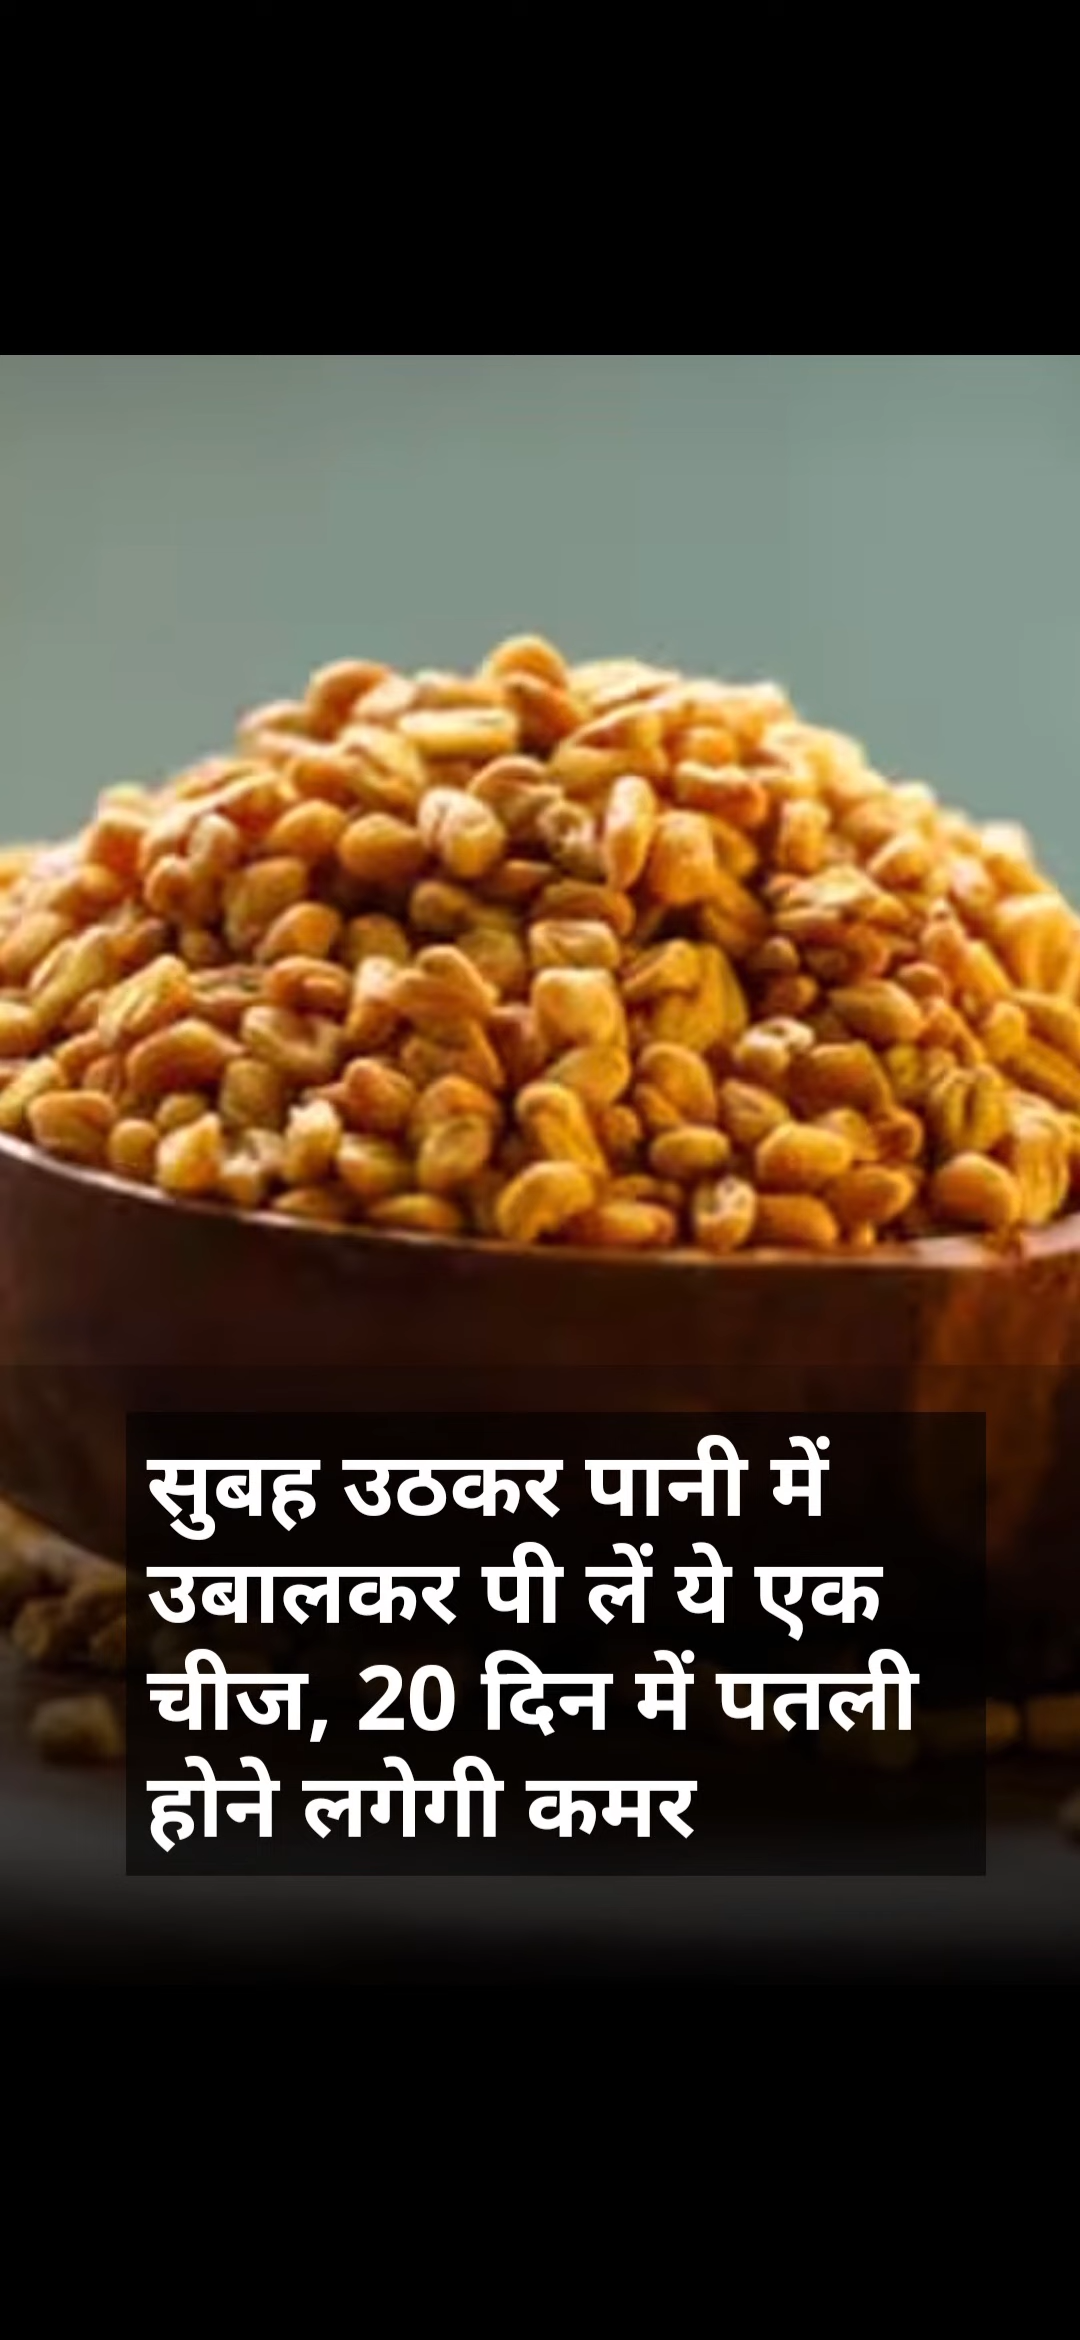 सुबह उठकर पानी में
उबालकर पी लें ये एक
चीज, 20 दिन में पतली
होने लगेगी कमर